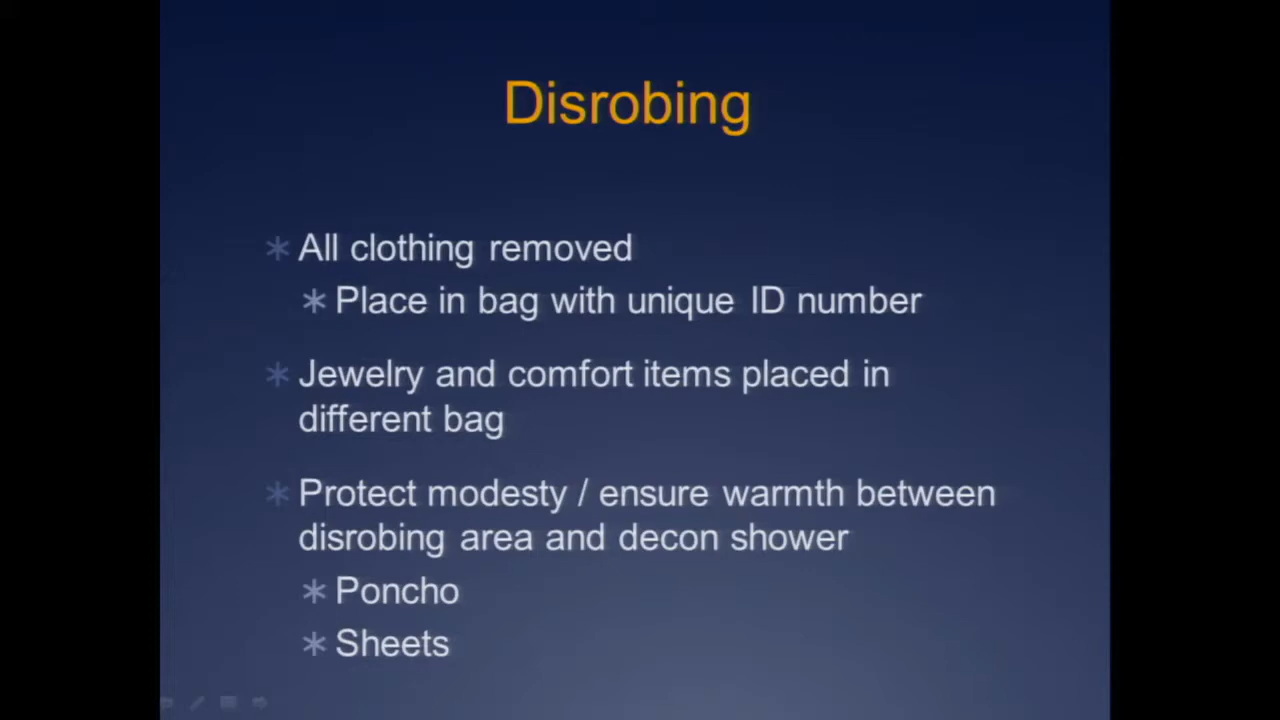 Disrobing
All clothing removed
Place in bag with unique ID number
Jewelry and comfort items placed in
different bag
Protect modesty / ensure warmth between
disrobing area and decon shower
Poncho
Sheets